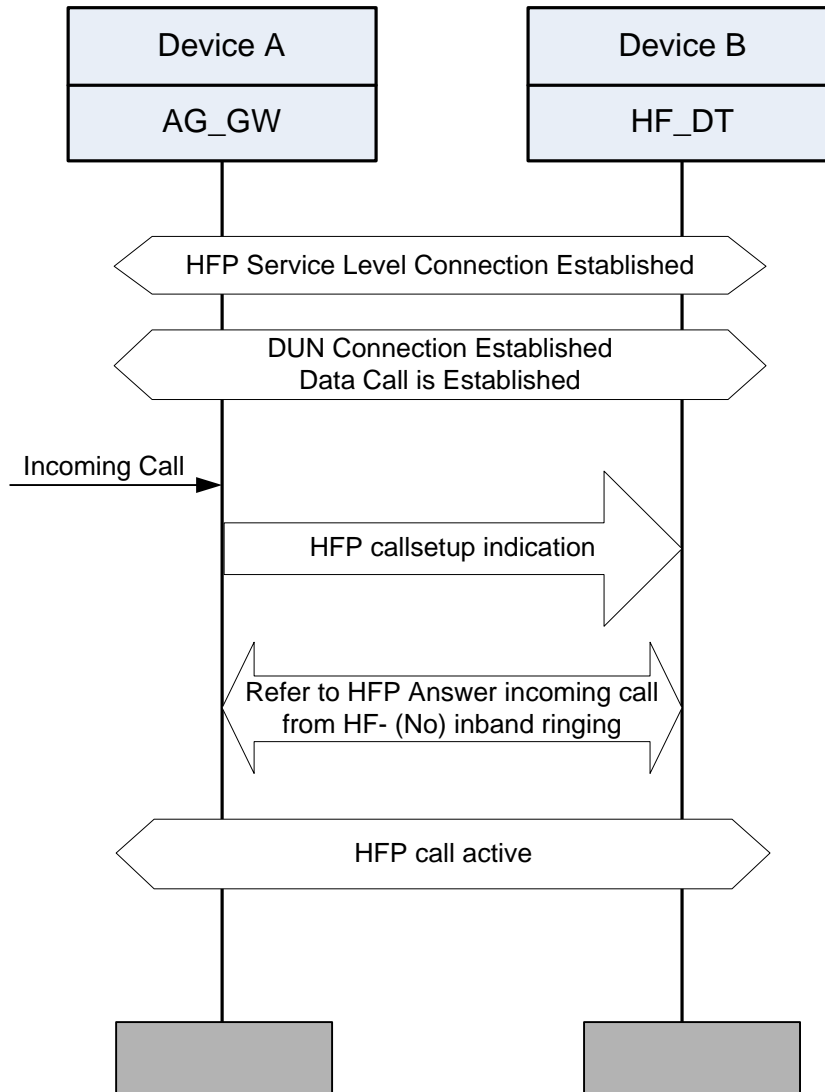 Device A
Device B
AG_GW
HF_DT
HFP Service Level Connection Established
DUN Connection Established
Data Call is Established
Incoming Call
HFP callsetup indication
Refer to HFP Answer incoming call
from HF- (No) inband ringing
HFP call active